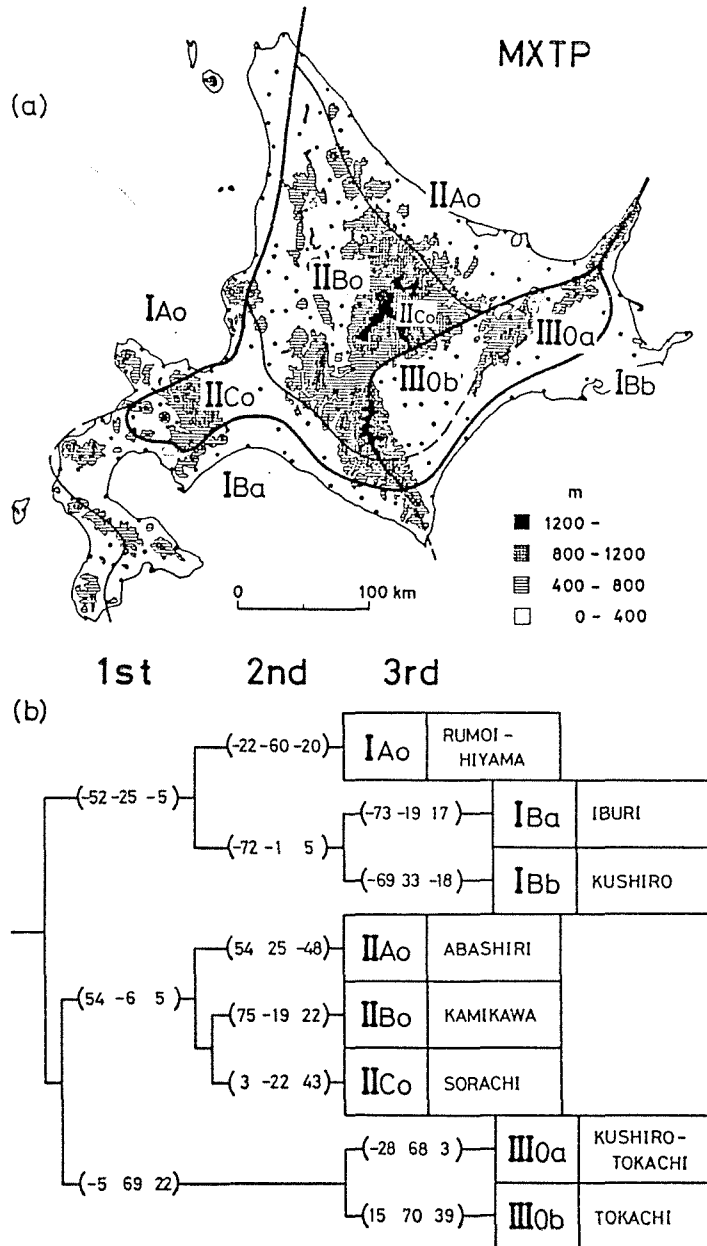 MXTP
(a)
IIAo
IAo
IIBo
IICo
IIIOa
IIIOb
IBb
IICo
IBa
m
1200 -
800 - 1200
400 - 800
0 - 400
0 100 km
1st 2nd 3rd
(b)
(-22 -60 -20) IAo RUMOI - HIYAMA
(-52 -25 -5)
(-73 -19 17) IBa IBURI
(-72 -1 5)
(-69 33 -18) IBb KUSHIRO
(54 25 -48) IIAo ABASHIRI
(54 -6 5)
(75 -19 22) IIBo KAMIKAWA
(3 -22 43) IICo SORACHI
(-28 68 3) IIIOa KUSHIRO - TOKACHI
(-5 69 22)
(15 70 39) IIIOb TOKACHI